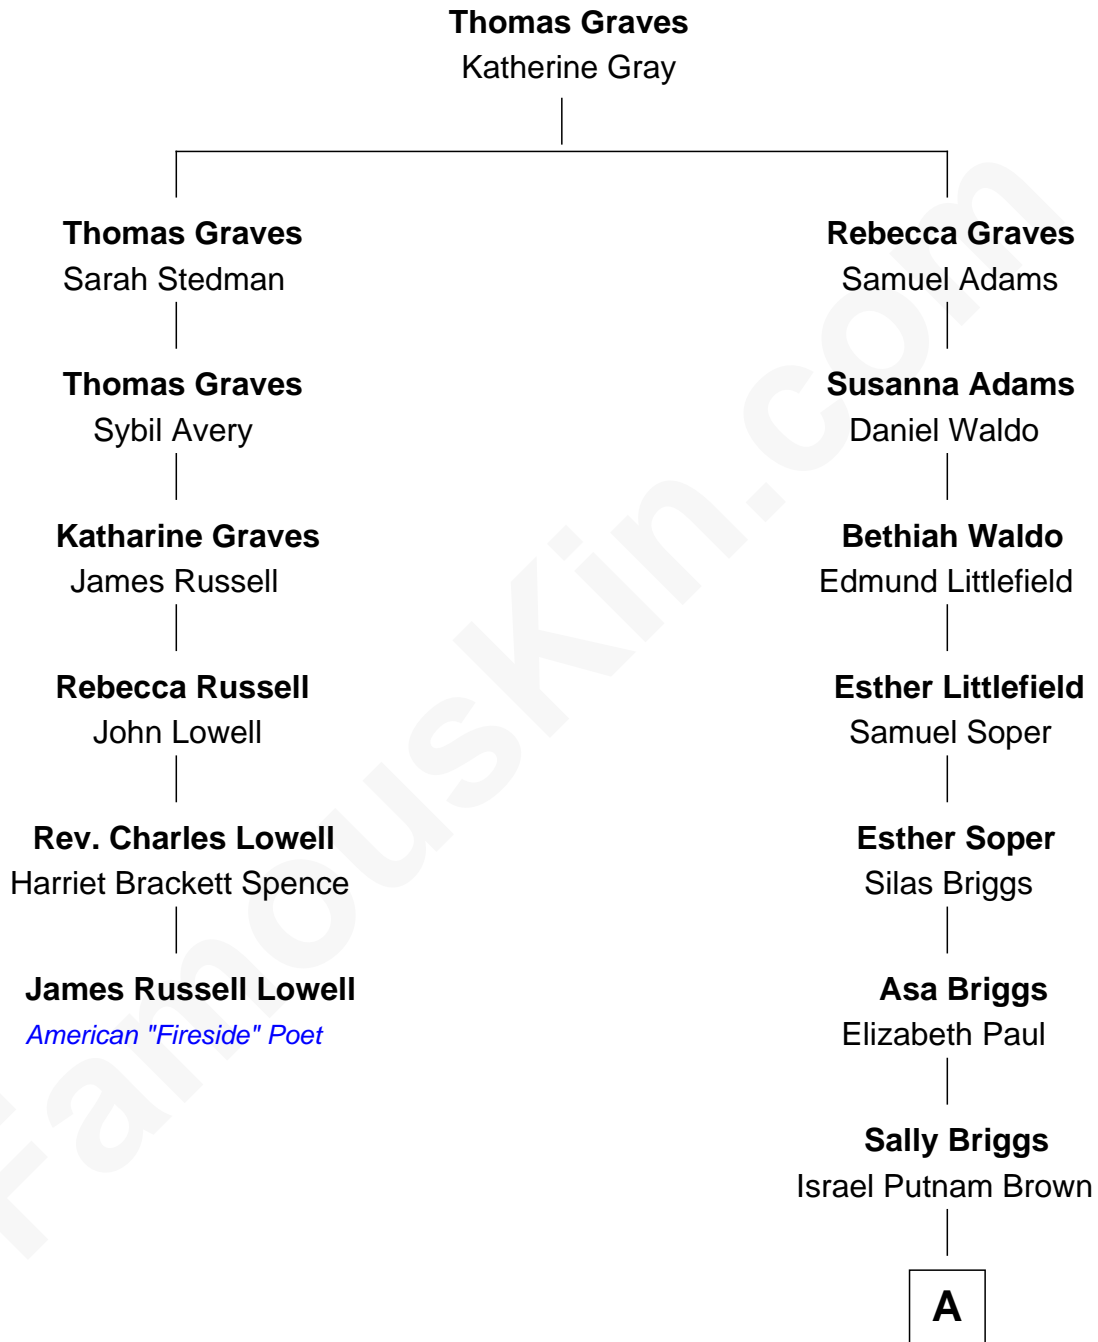 Thomas Graves
Katherine Gray
Thomas Graves
Sarah Stedman
Thomas Graves
Sybil Avery
Katharine Graves
James Russell
Rebecca Russell
John Lowell
Rev. Charles Lowell
Harriet Brackett Spence
James Russell Lowell
American "Fireside" Poet
Rebecca Graves
Samuel Adams
Susanna Adams
Daniel Waldo
Bethiah Waldo
Edmund Littlefield
Esther Littlefield
Samuel Soper
Esther Soper
Silas Briggs
Asa Briggs
Elizabeth Paul
Sally Briggs
Israel Putnam Brown
A
FamousKin.com